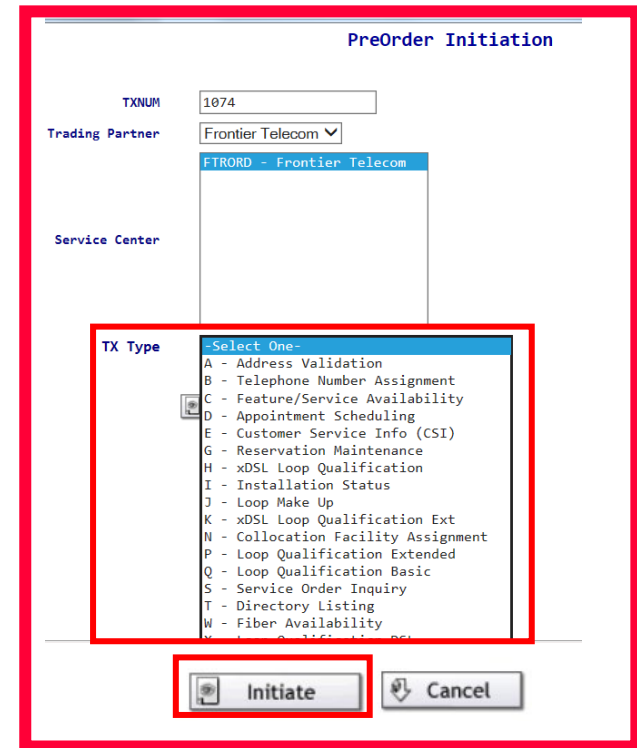 PreOrder Initiation
TXNUM 1074
Trading Partner Frontier Telecom
FTRORD - Frontier Telecom
Service Center
TX Type -Select One-
A - Address Validation
B - Telephone Number Assignment
C - Feature/Service Availability
D - Appointment Scheduling
E - Customer Service Info (CSI)
G - Reservation Maintenance
H - xDSL Loop Qualification
I - Installation Status
J - Loop Make Up
K - xDSL Loop Qualification Ext
N - Collocation Facility Assignment
P - Loop Qualification Extended
Q - Loop Qualification Basic
S - Service Order Inquiry
T - Directory Listing
W - Fiber Availability
Initiate Cancel